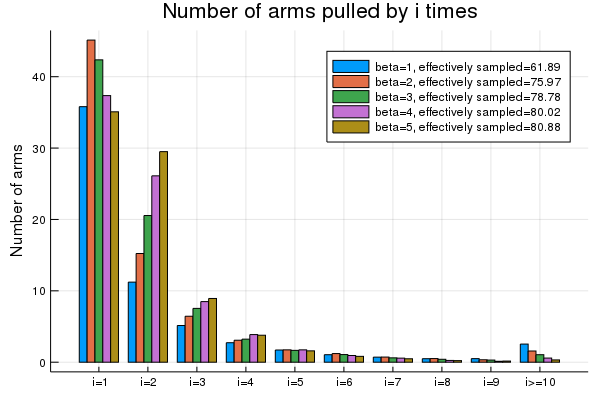 Number of arms pulled by i times
Number of arms
40
30
20
10
0
beta=1, effectively sampled=61.89
beta=2, effectively sampled=75.97
beta=3, effectively sampled=78.78
beta=4, effectively sampled=80.02
beta=5, effectively sampled=80.88
i=1 i=2 i=3 i=4 i=5 i=6 i=7 i=8 i=9 i>=10